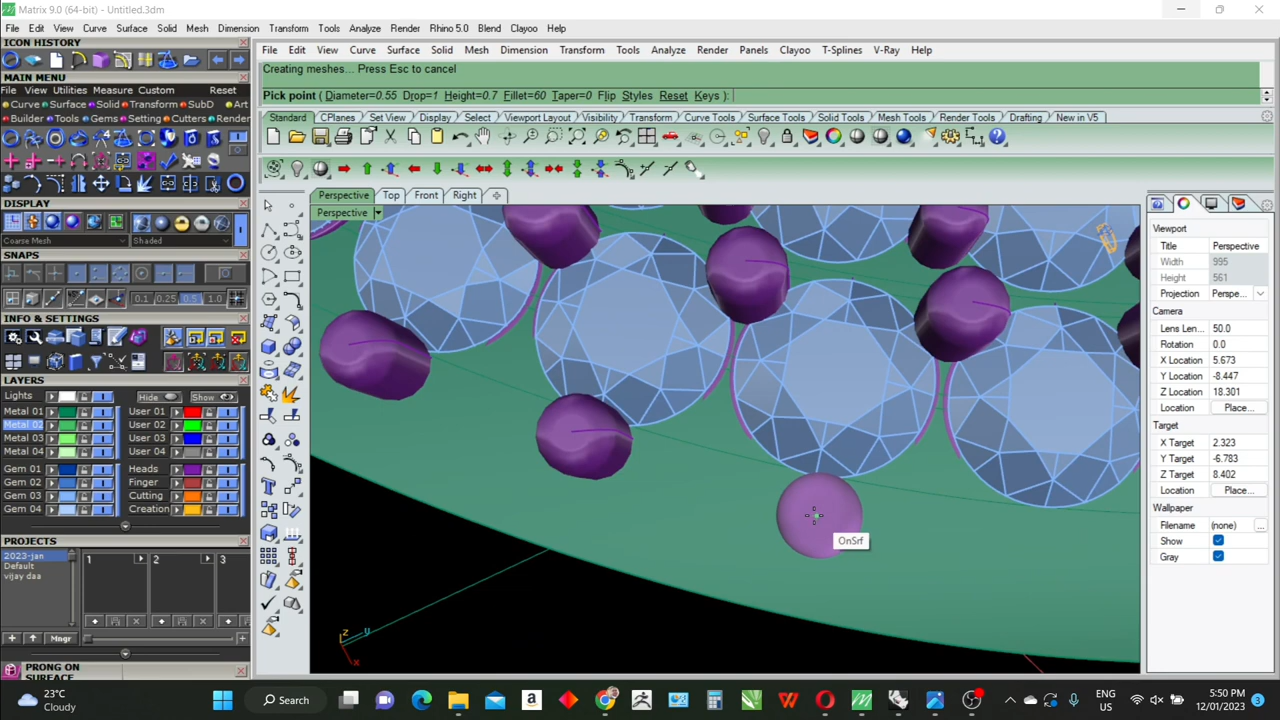 Matrix 9.0 (64-bit) - Untitled.3dm
File Edit View Curve Surface Solid Mesh Dimension Transform Tools Analyze Render Rhino 5.0 Blend Clayoo Help
ICON HISTORY
MAIN MENU
File View Utilities Measure Custom
Curve Surface Solid Transform SubD Art
Builder Tools Gems Setting Cutters Render
DISPLAY
Coarse Mesh Shaded
SNAPS
0.1 0.25 0.5 1.0
INFO & SETTINGS
LAYERS
Lights Hide Show
Metal 01 User 01
Metal 02 User 02
Metal 03 User 03
Metal 04 User 04
Gem 01 Heads
Gem 02 Finger
Gem 03 Cutting
Gem 04 Creation
PROJECTS
2023-jan
Default
vijay daa
1 2 3
Mngr
PRONG ON
SURFACE
File Edit View Curve Surface Solid Mesh Dimension Transform Tools Analyze Render Panels Clayoo T-Splines V-Ray Help
Creating meshes... Press Esc to cancel
Pick point ( Diameter=0.55 Drop=1 Height=0.7 Fillet=60 Taper=0 Flip Styles Reset Keys ):
Standard CPlanes Set View Display Select Viewport Layout Visibility Transform Curve Tools Surface Tools Solid Tools Mesh Tools Render Tools Drafting New in V5
Perspective Top Front Right
Perspective
OnSrf
z y x
Viewport
Title Perspective
Width 995
Height 561
Projection Perspe...
Camera
Lens Len... 50.0
Rotation 0.0
X Location 5.673
Y Location -8.447
Z Location 18.301
Location Place...
Target
X Target 2.323
Y Target -6.783
Z Target 8.402
Location Place...
Wallpaper
Filename (none) ...
Show
Gray
23°C
Cloudy
Search
ENG
WENG
5:50 PM
12/01/2023